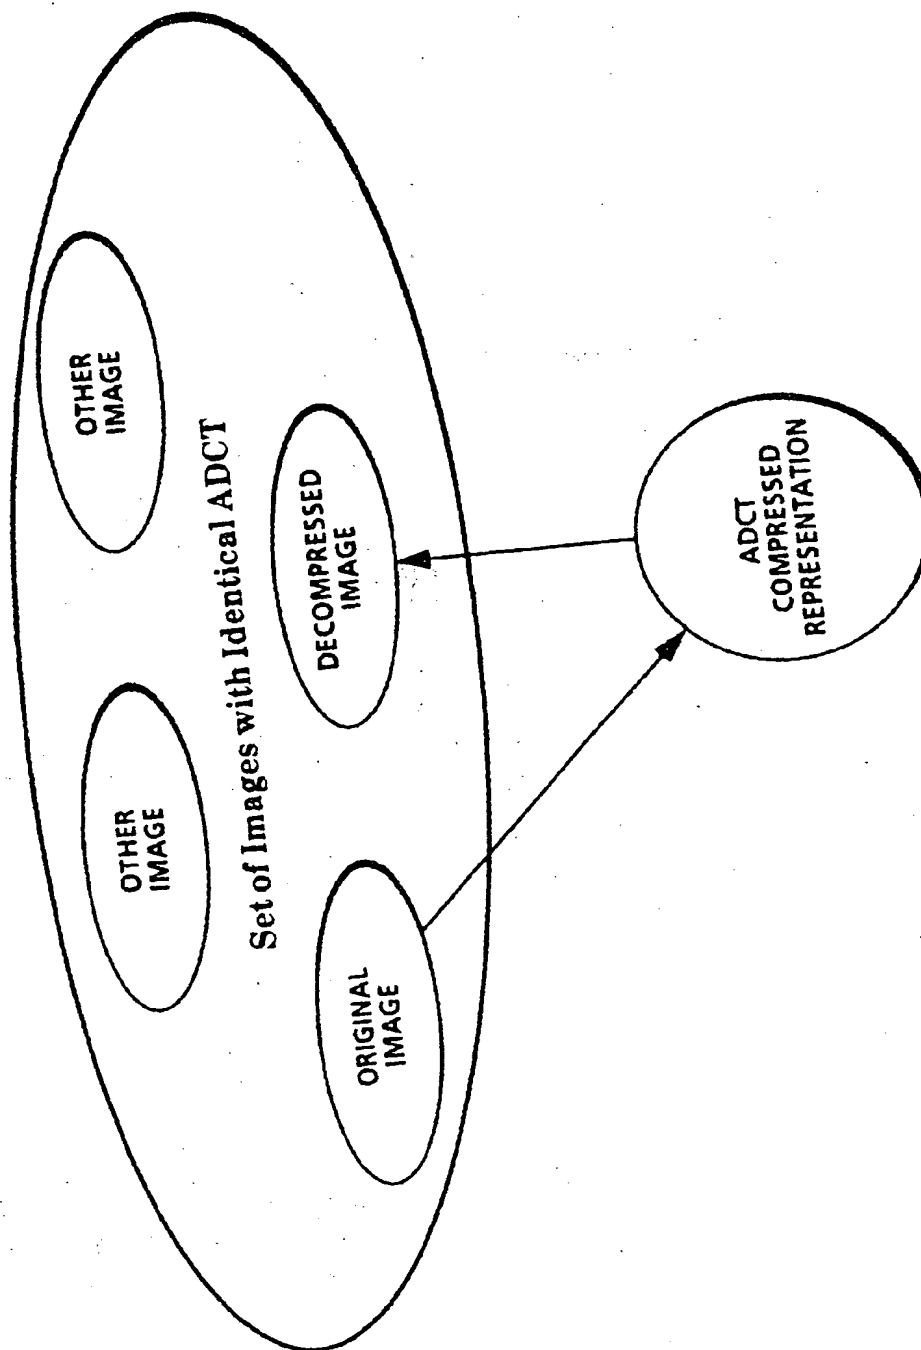 OTHER
IMAGE
OTHER
IMAGE
Set of Images with Identical ADCT
ORIGINAL
IMAGE
DECOMPRESSED
IMAGE
ADCT
COMPRESSED
REPRESENTATION